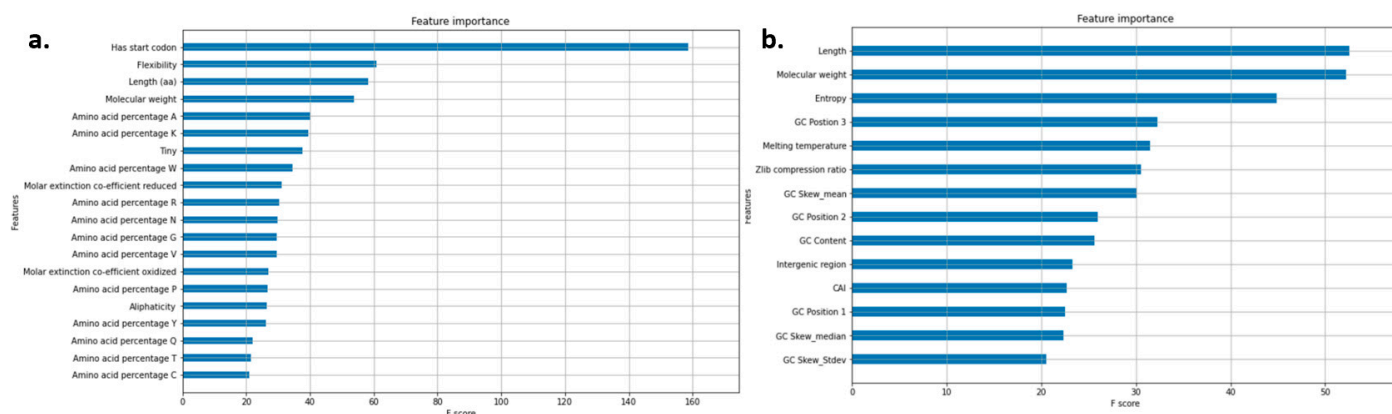 a.
Feature importance
Features
Has start codon
Flexibility
Length (aa)
Molecular weight
Amino acid percentage A
Amino acid percentage K
Tiny
Amino acid percentage W
Molar extinction co-efficient reduced
Amino acid percentage R
Amino acid percentage N
Amino acid percentage G
Amino acid percentage V
Molar extinction co-efficient oxidized
Amino acid percentage P
Aliphaticity
Amino acid percentage Y
Amino acid percentage Q
Amino acid percentage T
Amino acid percentage C
0 20 40 60 80 100 120 140 160
F score
b.
Feature importance
Features
Length
Molecular weight
Entropy
GC Postion 3
Melting temperature
Zlib compression ratio
GC Skew_mean
GC Position 2
GC Content
Intergenic region
CAI
GC Position 1
GC Skew_median
GC Skew_Stdev
0 10 20 30 40 50
F score